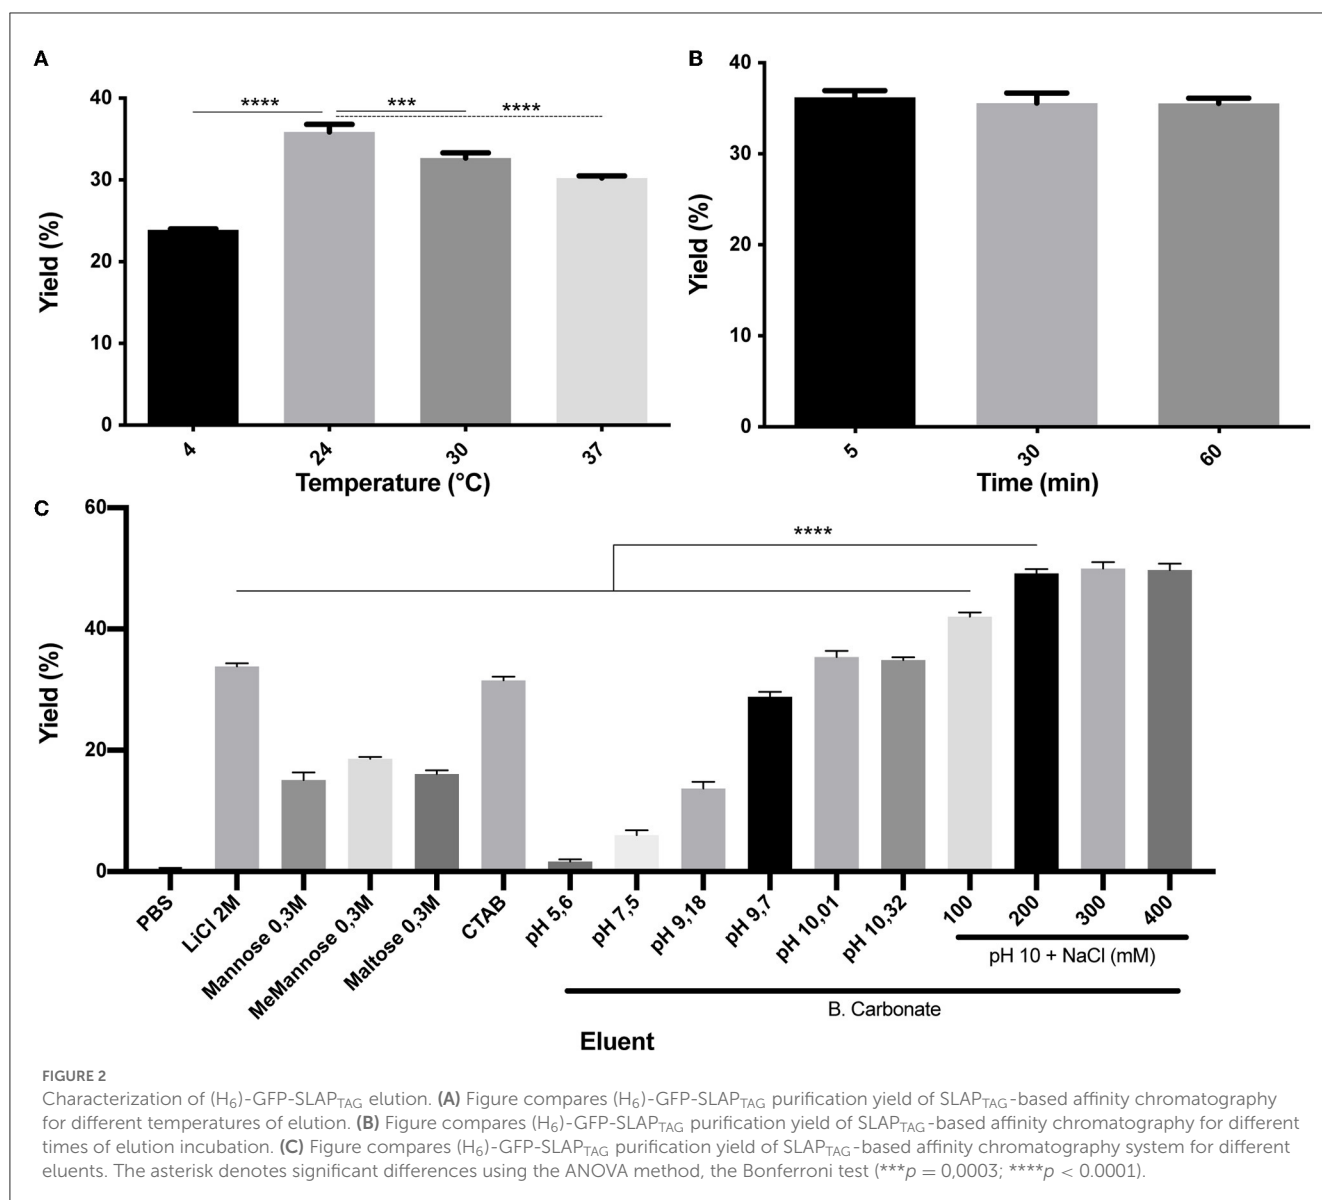 A
40
30
20
10
0
Yield (%)
****
***
****
4
24
30
37
Temperature (°C)
B
40
30
20
10
0
Yield (%)
5
30
60
Time (min)
C
60
40
20
0
Yield (%)
****
PBS
LiCl 2M
Mannose 0,3M
MeMannose 0,3M
Maltose 0,3M
CTAB
pH 5,6
pH 7,5
pH 9,18
pH 9,7
pH 10,01
pH 10,32
100
200
300
400
pH 10 + NaCl (mM)
B. Carbonate
Eluent
FIGURE 2
Characterization of (H6)-GFP-SLAPTAG elution. (A) Figure compares (H6)-GFP-SLAPTAG purification yield of SLAPTAG-based affinity chromatography
for different temperatures of elution. (B) Figure compares (H6)-GFP-SLAPTAG purification yield of SLAPTAG-based affinity chromatography for different
times of elution incubation. (C) Figure compares (H6)-GFP-SLAPTAG purification yield of SLAPTAG-based affinity chromatography system for different
eluents. The asterisk denotes significant differences using the ANOVA method, the Bonferroni test (***p = 0,0003; ****p < 0.0001).